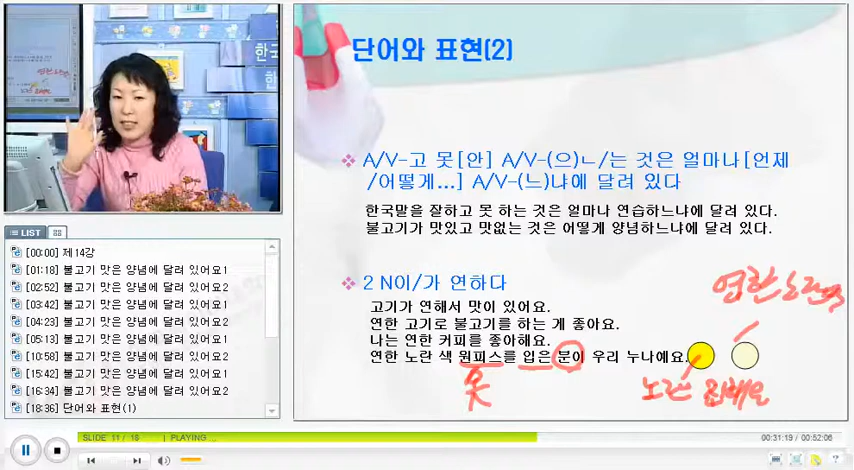 단어와 표현(2)
❖ A/V-고 못[안] A/V-(으)ㄴ/는 것은 얼마나[언제
/어떻게...] A/V-(느)냐에 달려 있다
한국말을 잘하고 못 하는 것은 얼마나 연습하느냐에 달려 있다.
불고기가 맛있고 맛없는 것은 어떻게 양념하느냐에 달려 있다.
❖ 2 N이/가 연하다
고기가 연해서 맛이 있어요.
연한 고기로 불고기를 하는 게 좋아요.
나는 연한 커피를 좋아해요.
연한 노란 색 원피스를 입은 분이 우리 누나예요.
옷
노란
LIST
[00:00] 제14강
[01:18] 불고기 맛은 양념에 달려 있어요1
[02:52] 불고기 맛은 양념에 달려 있어요2
[03:42] 불고기 맛은 양념에 달려 있어요1
[04:23] 불고기 맛은 양념에 달려 있어요2
[05:13] 불고기 맛은 양념에 달려 있어요1
[10:58] 불고기 맛은 양념에 달려 있어요2
[15:42] 불고기 맛은 양념에 달려 있어요1
[16:34] 불고기 맛은 양념에 달려 있어요2
[18:36] 단어와 표현(1)
SLIDE 11 / 16 | PLAYING ...
00:31:19 / 00:52:06